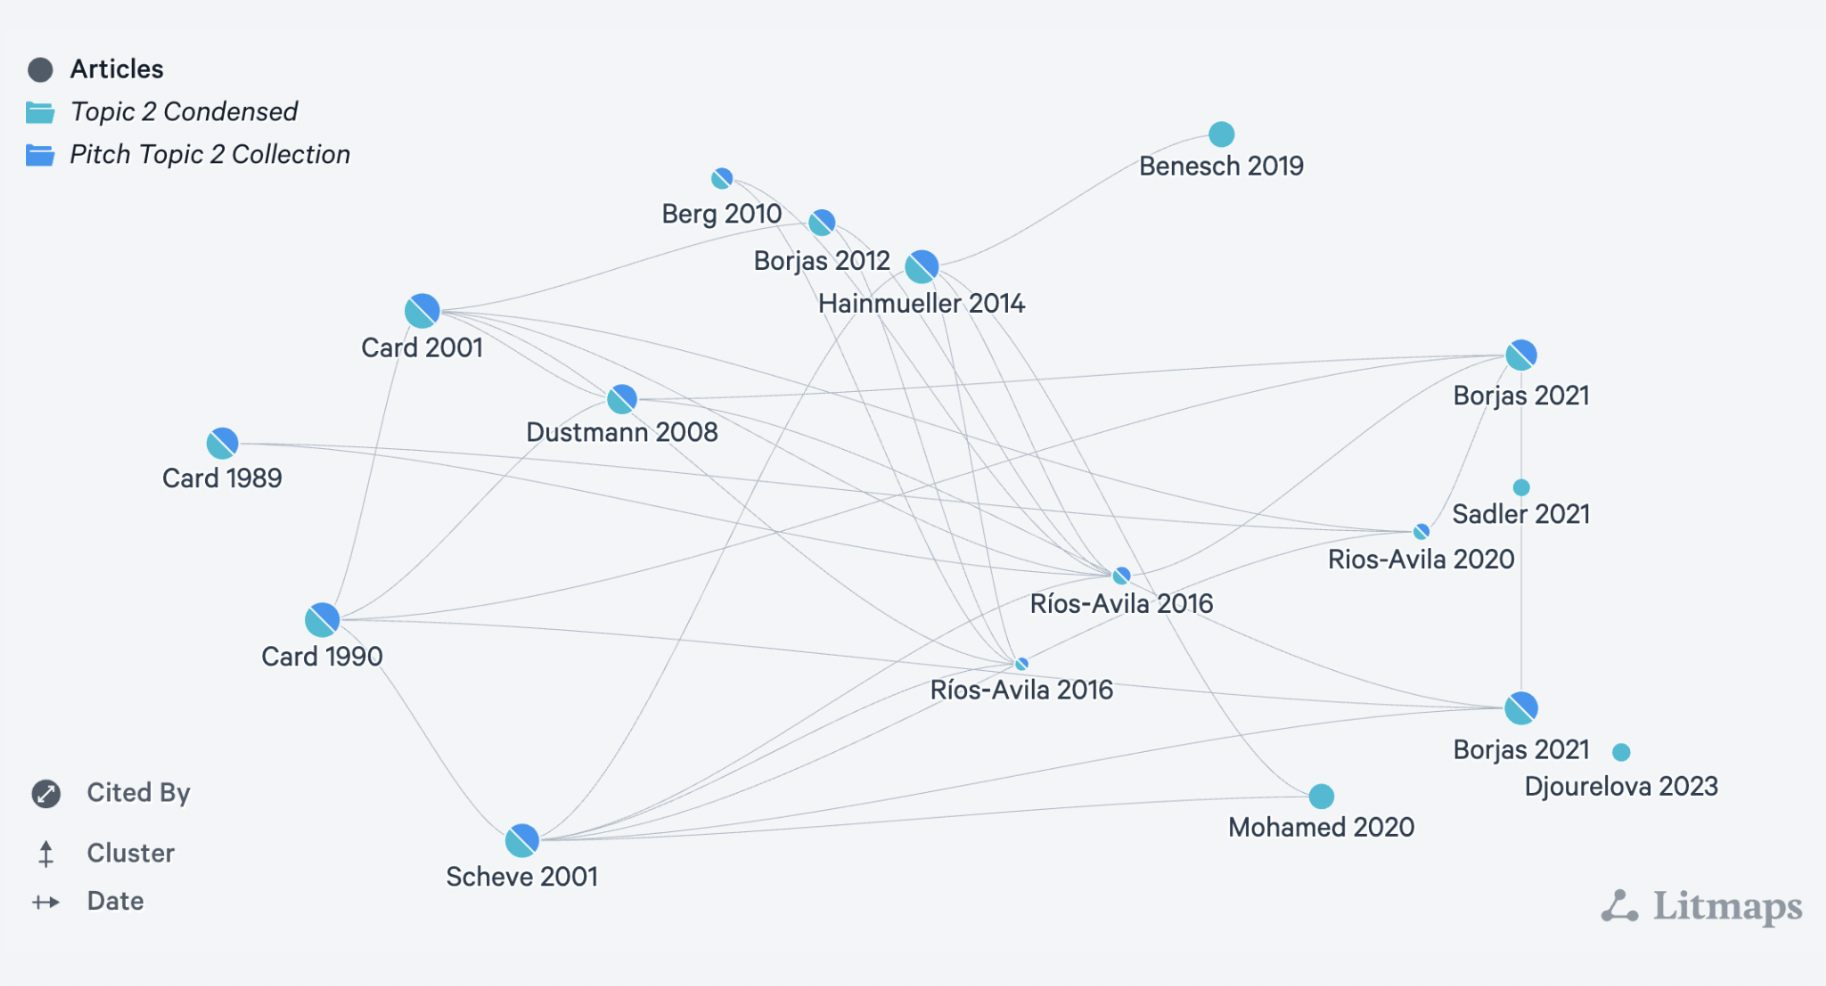 Articles
Topic 2 Condensed
Pitch Topic 2 Collection
Benesch 2019
Berg 2010
Borjas 2012
Hainmueller 2014
Card 2001
Borjas 2021
Dustmann 2008
Card 1989
Sadler 2021
Rios-Avila 2020
Ríos-Avila 2016
Card 1990
Ríos-Avila 2016
Borjas 2021
Djourelova 2023
Cited By
Mohamed 2020
Cluster
Scheve 2001
Date
Litmaps